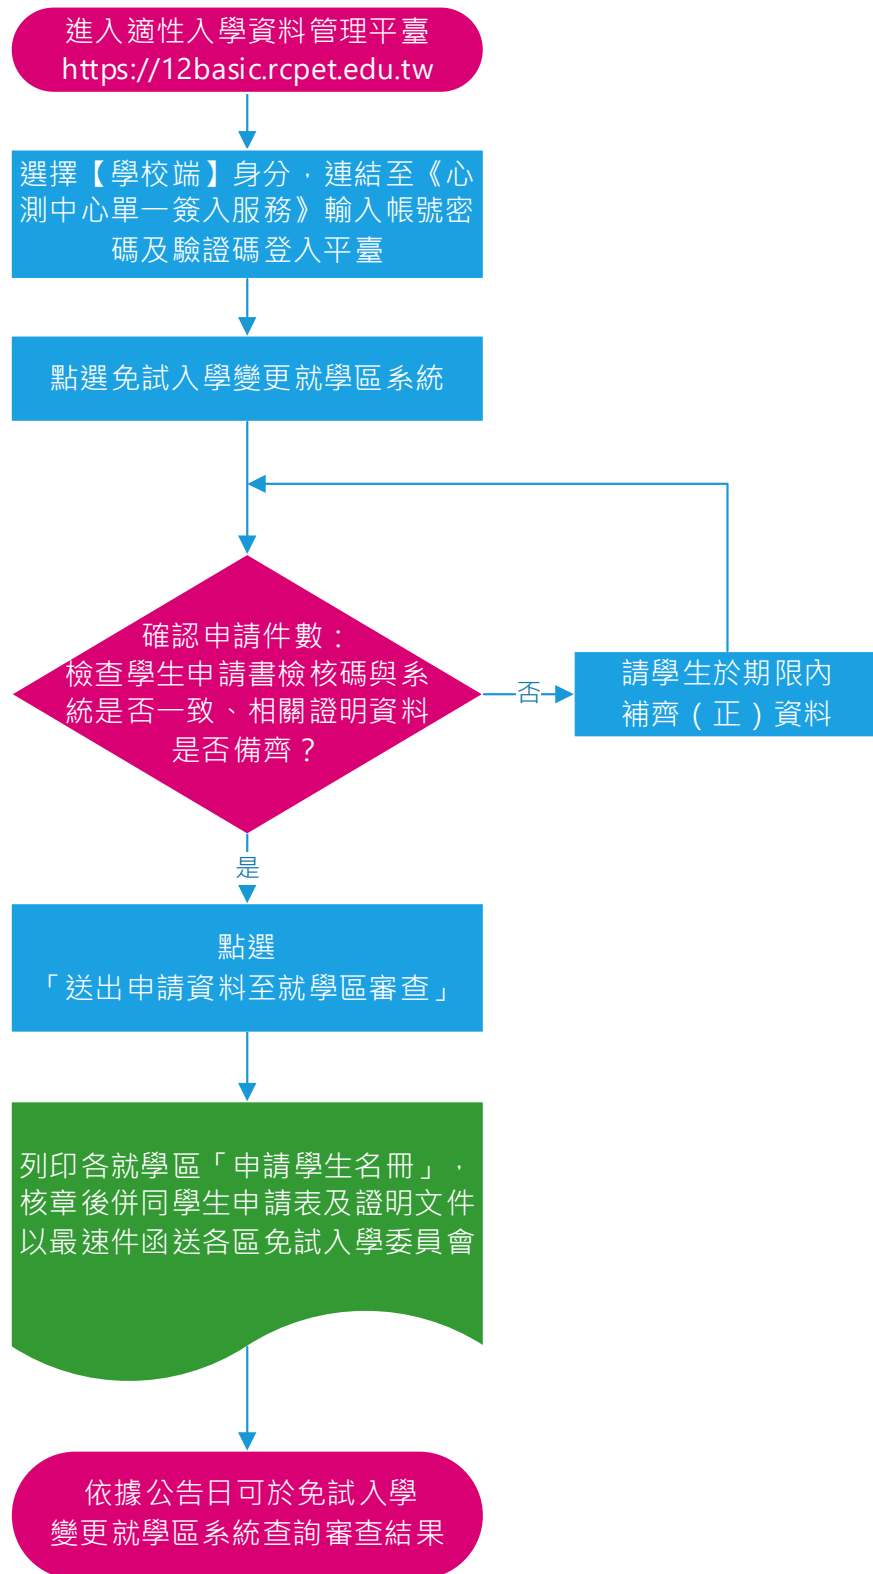 進入適性入學資料管理平臺
https://12basic.rcpet.edu.tw
選擇【學校端】身分，連結至《心
測中心單一簽入服務》輸入帳號密
碼及驗證碼登入平臺
點選免試入學變更就學區系統
確認申請件數：
檢查學生申請書檢核碼與系
統是否一致、相關證明資料
是否備齊？
否
請學生於期限內
補齊（正）資料
是
點選
「送出申請資料至就學區審查」
列印各就學區「申請學生名冊」，
核章後併同學生申請表及證明文件
以最速件函送各區免試入學委員會
依據公告日可於免試入學
變更就學區系統查詢審查結果